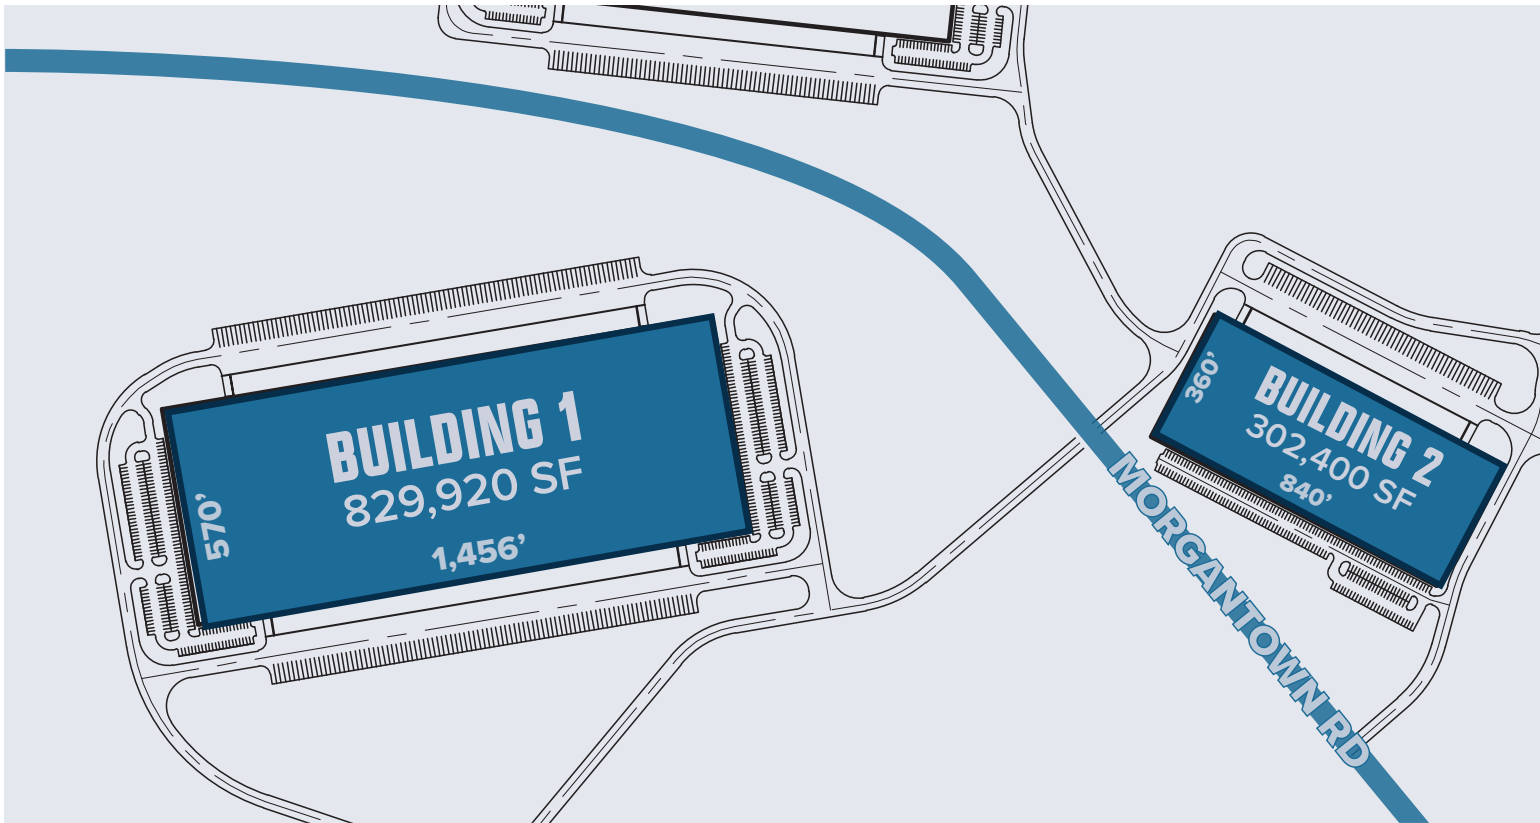 BUILDING 1
829,920 SF
570’
1,456’
BUILDING 2
302,400 SF
360’
840’
MORGANTOWN RD